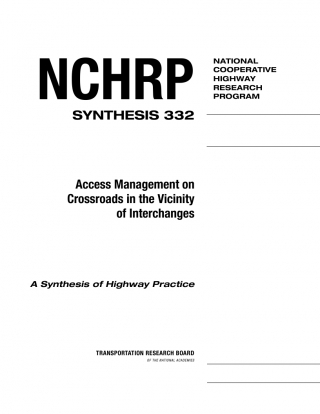 NCHRP
SYNTHESIS 332
NATIONAL
COOPERATIVE
HIGHWAY
RESEARCH
PROGRAM
Access Management on
Crossroads in the Vicinity
of Interchanges
A Synthesis of Highway Practice
TRANSPORTATION RESEARCH BOARD
OF THE NATIONAL ACADEMIES